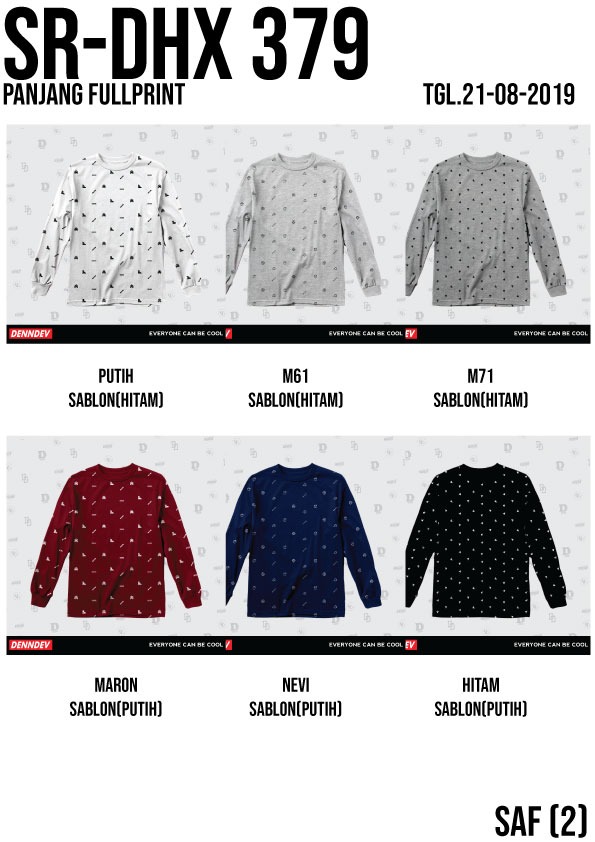 SR-DHX 379
PANJANG FULLPRINT
TGL.21-08-2019
DENNDEV
EVERYONE CAN BE COOL
EVERYONE CAN BE COOL
EV
EVERYONE CAN BE COOL
PUTIH
SABLON(HITAM)
M61
SABLON(HITAM)
M71
SABLON(HITAM)
DENNDEV
EVERYONE CAN BE COOL
EVERYONE CAN BE COOL
EV
EVERYONE CAN BE COOL
MARON
SABLON(PUTIH)
NEVI
SABLON(PUTIH)
HITAM
SABLON(PUTIH)
SAF (2)